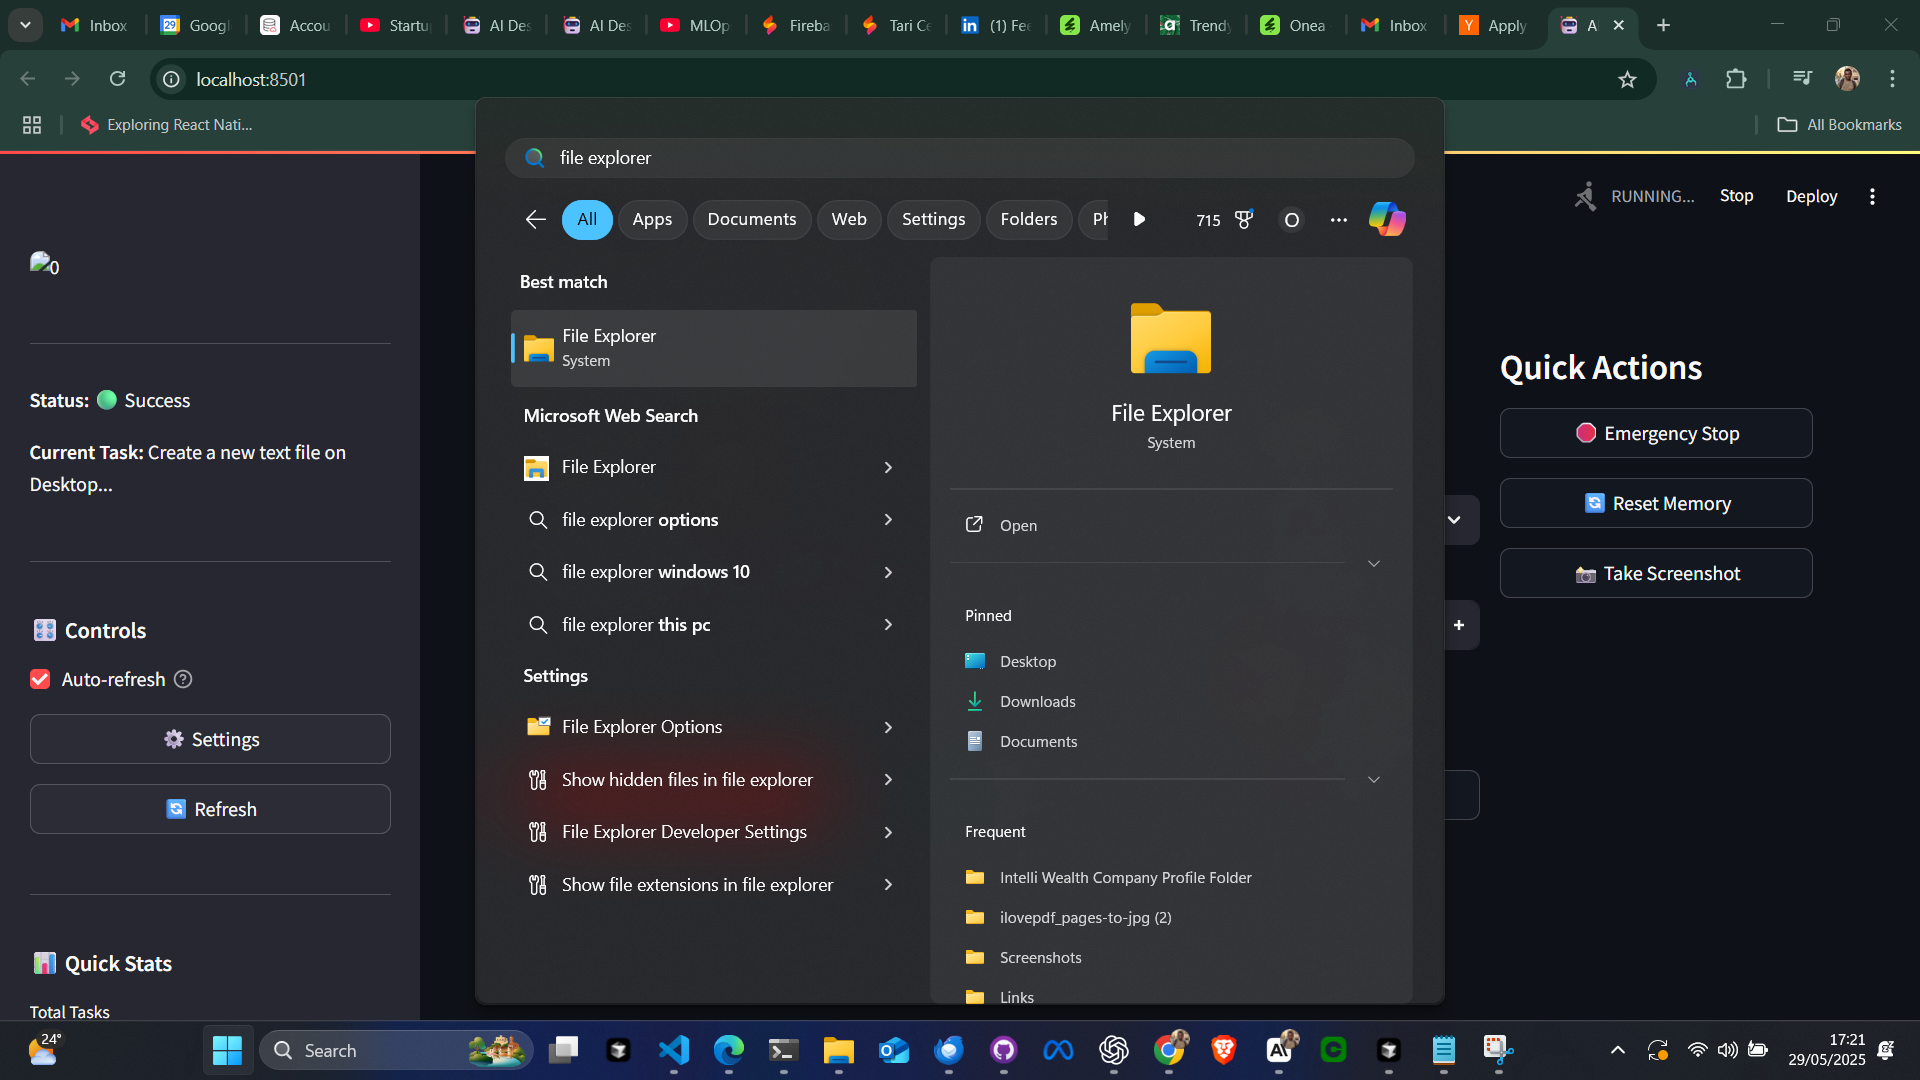 Inbox
Googl
Accou
Startu
AI Des
AI Des
MLOp
Fireba
Tari Ce
(1) Fee
Amely
Trendy
Onea
Inbox
Apply
localhost:8501
Exploring React Nati...
All Bookmarks
file explorer
All
Apps
Documents
Web
Settings
Folders
Ph
715
O
RUNNING...
Stop
Deploy
0
Status: Success
Current Task: Create a new text file on
Desktop...
Controls
Auto-refresh
Settings
Refresh
Quick Stats
Total Tasks
Best match
File Explorer
System
Microsoft Web Search
File Explorer
file explorer options
file explorer windows 10
file explorer this pc
Settings
File Explorer Options
Show hidden files in file explorer
File Explorer Developer Settings
Show file extensions in file explorer
File Explorer
System
Open
Pinned
Desktop
Downloads
Documents
Frequent
Intelli Wealth Company Profile Folder
ilovepdf_pages-to-jpg (2)
Screenshots
Links
Quick Actions
Emergency Stop
Reset Memory
Take Screenshot
24°
Search
17:21
29/05/2025